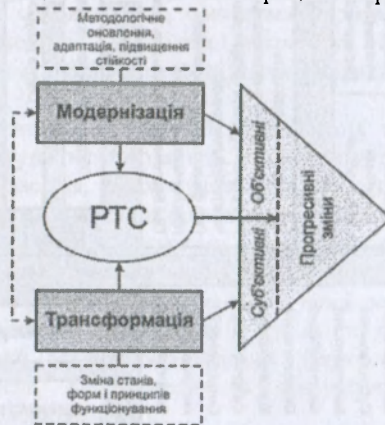 Методологічне
оновлення,
адаптація, підвищення
стійкості
Модернізація
РТС
Об'єктивні
Суб'єктивні
Прогресивні
зміни
Трансформація
Зміна станів,
форм і принципів
функціонування